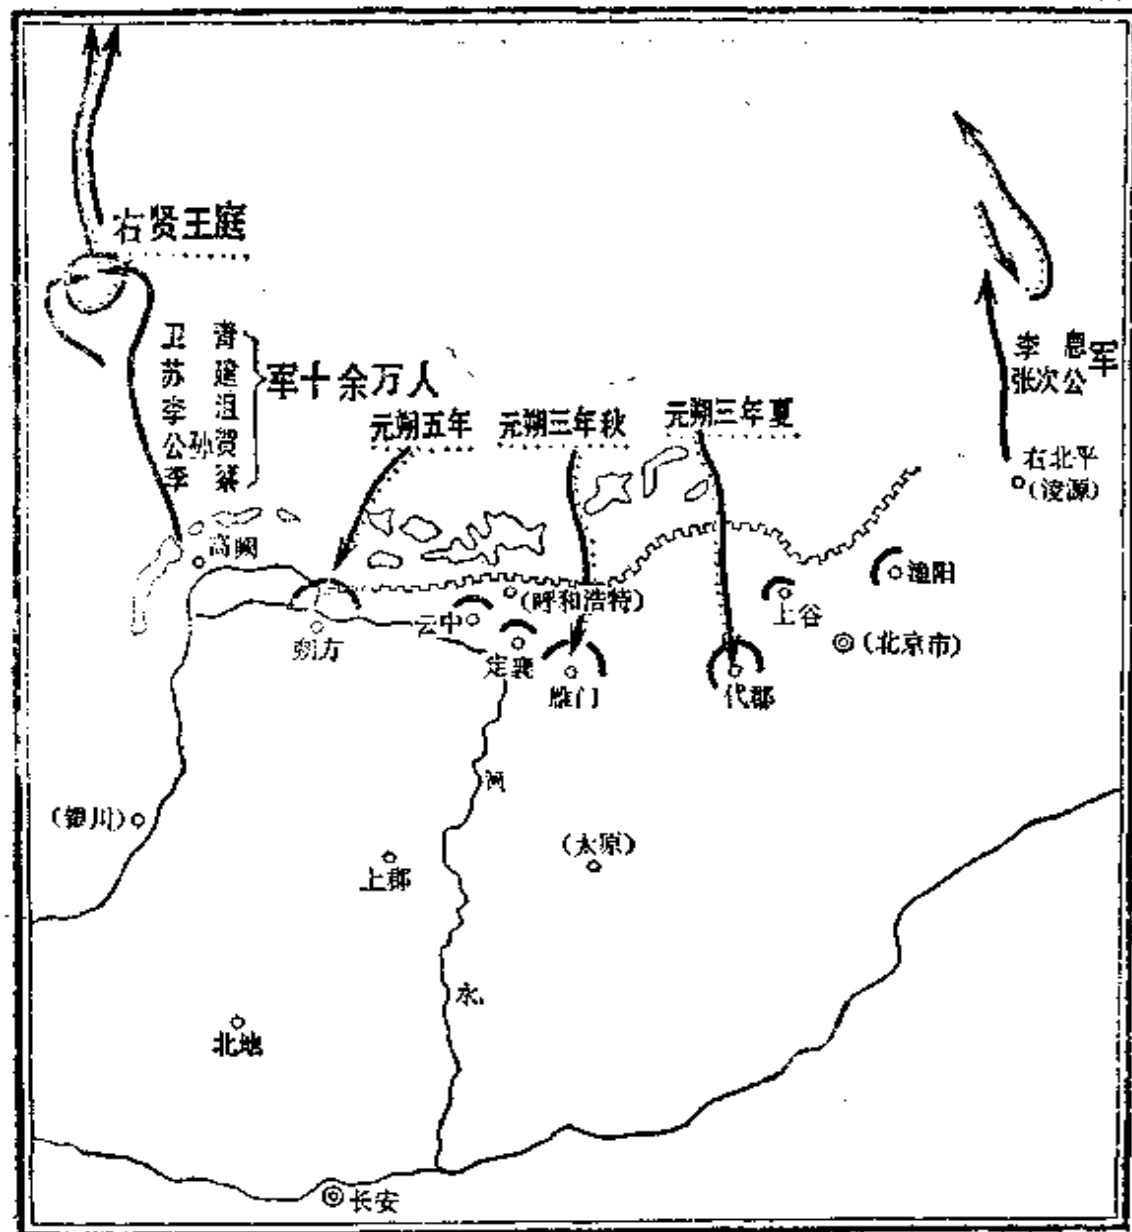 右贤王庭
卫 青
苏 建
李 沮
公孙贺
李 蔡
军十余万人
元朔五年
元朔三年秋
元朔三年夏
李 息
张次公
军
右北平
(凌源)
高阙
朔方
云中
(呼和浩特)
定襄
雁门
代郡
上谕
渔阳
(北京市)
(银川)
上郡
(太原)
河
水
北地
长安